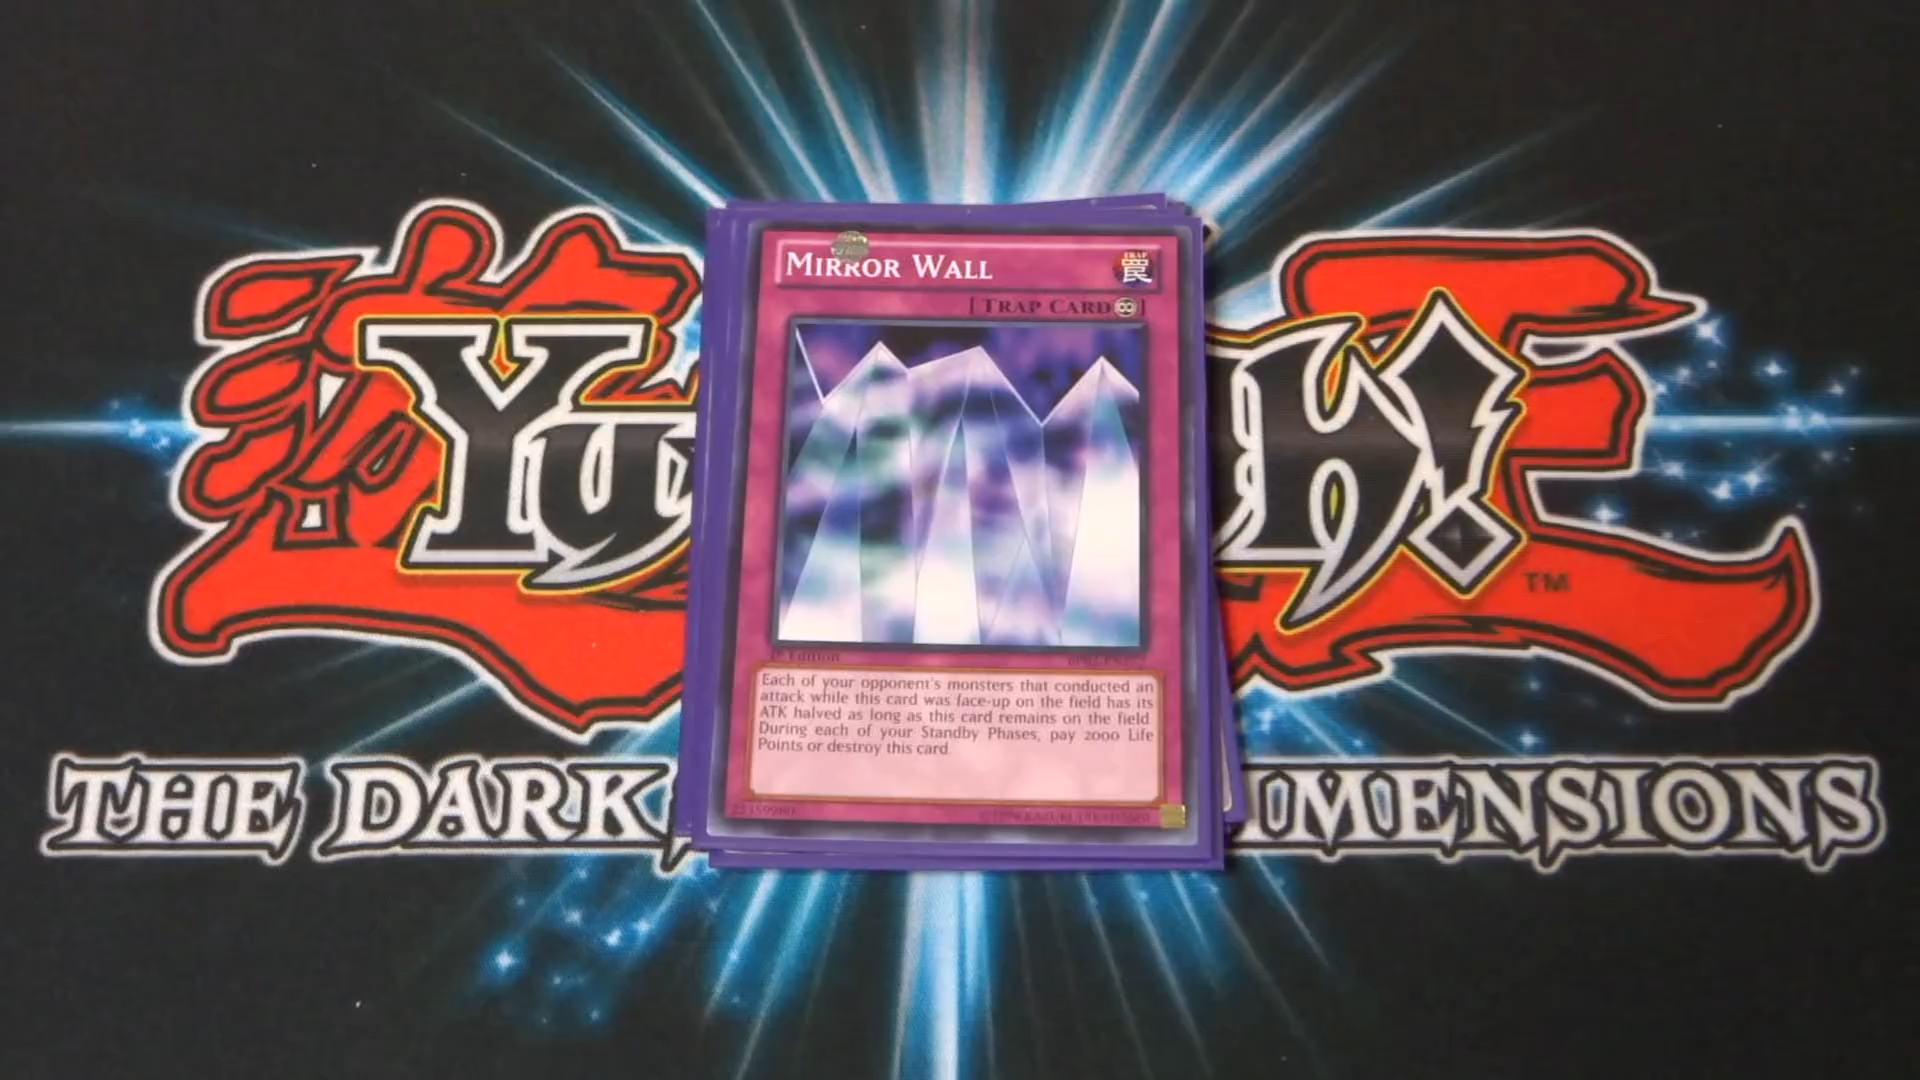 Mirror Wall
TRAP
罠
[Trap Card]
Yu
H!
TM
1st Edition
Each of your opponent's monsters that conducted an
attack while this card was face-up on the field has its
ATK halved as long as this card remains on the field.
During each of your Standby Phases, pay 2000 Life
Points or destroy this card.
THE DARK
IMENSIONS